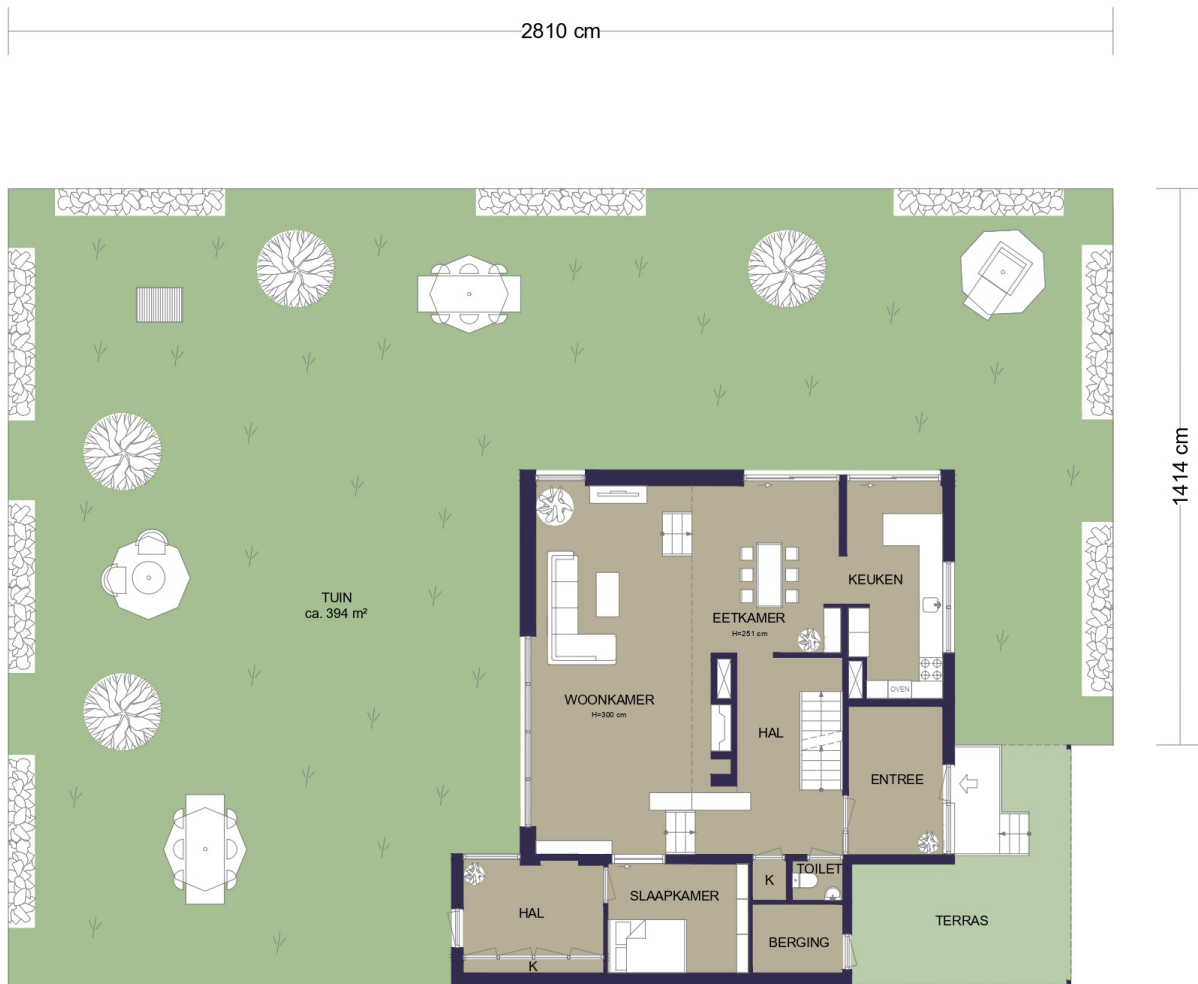 2810 cm
1414 cm
TUIN
ca. 394 m²
KEUKEN
EETKAMER
H=251 cm
OVEN
WOONKAMER
H=300 cm
HAL
ENTREE
TOILET
K
SLAAPKAMER
HAL
TERRAS
BERGING
K